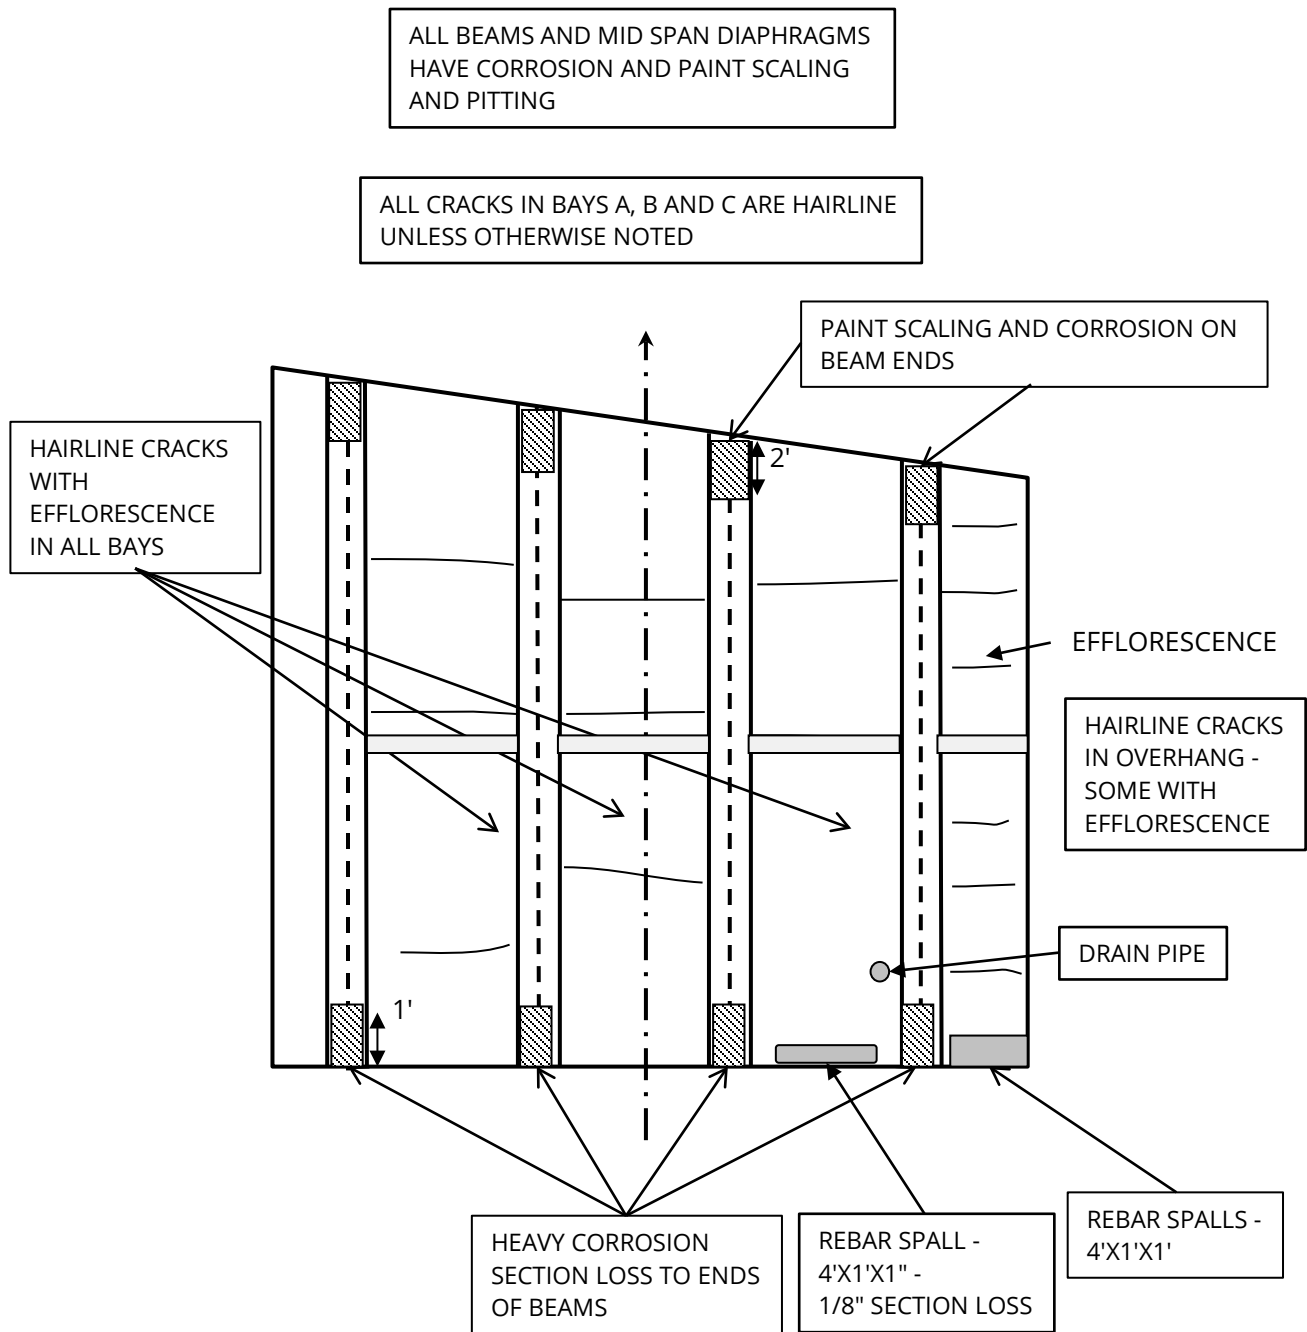 ALL BEAMS AND MID SPAN DIAPHRAGMS
HAVE CORROSION AND PAINT SCALING
AND PITTING
ALL CRACKS IN BAYS A, B AND C ARE HAIRLINE
UNLESS OTHERWISE NOTED
PAINT SCALING AND CORROSION ON
BEAM ENDS
HAIRLINE CRACKS
WITH
EFFLORESCENCE
IN ALL BAYS
2'
EFFLORESCENCE
HAIRLINE CRACKS
IN OVERHANG -
SOME WITH
EFFLORESCENCE
DRAIN PIPE
1'
HEAVY CORROSION
SECTION LOSS TO ENDS
OF BEAMS
REBAR SPALL -
4'X1'X1" -
1/8" SECTION LOSS
REBAR SPALLS -
4'X1'X1'